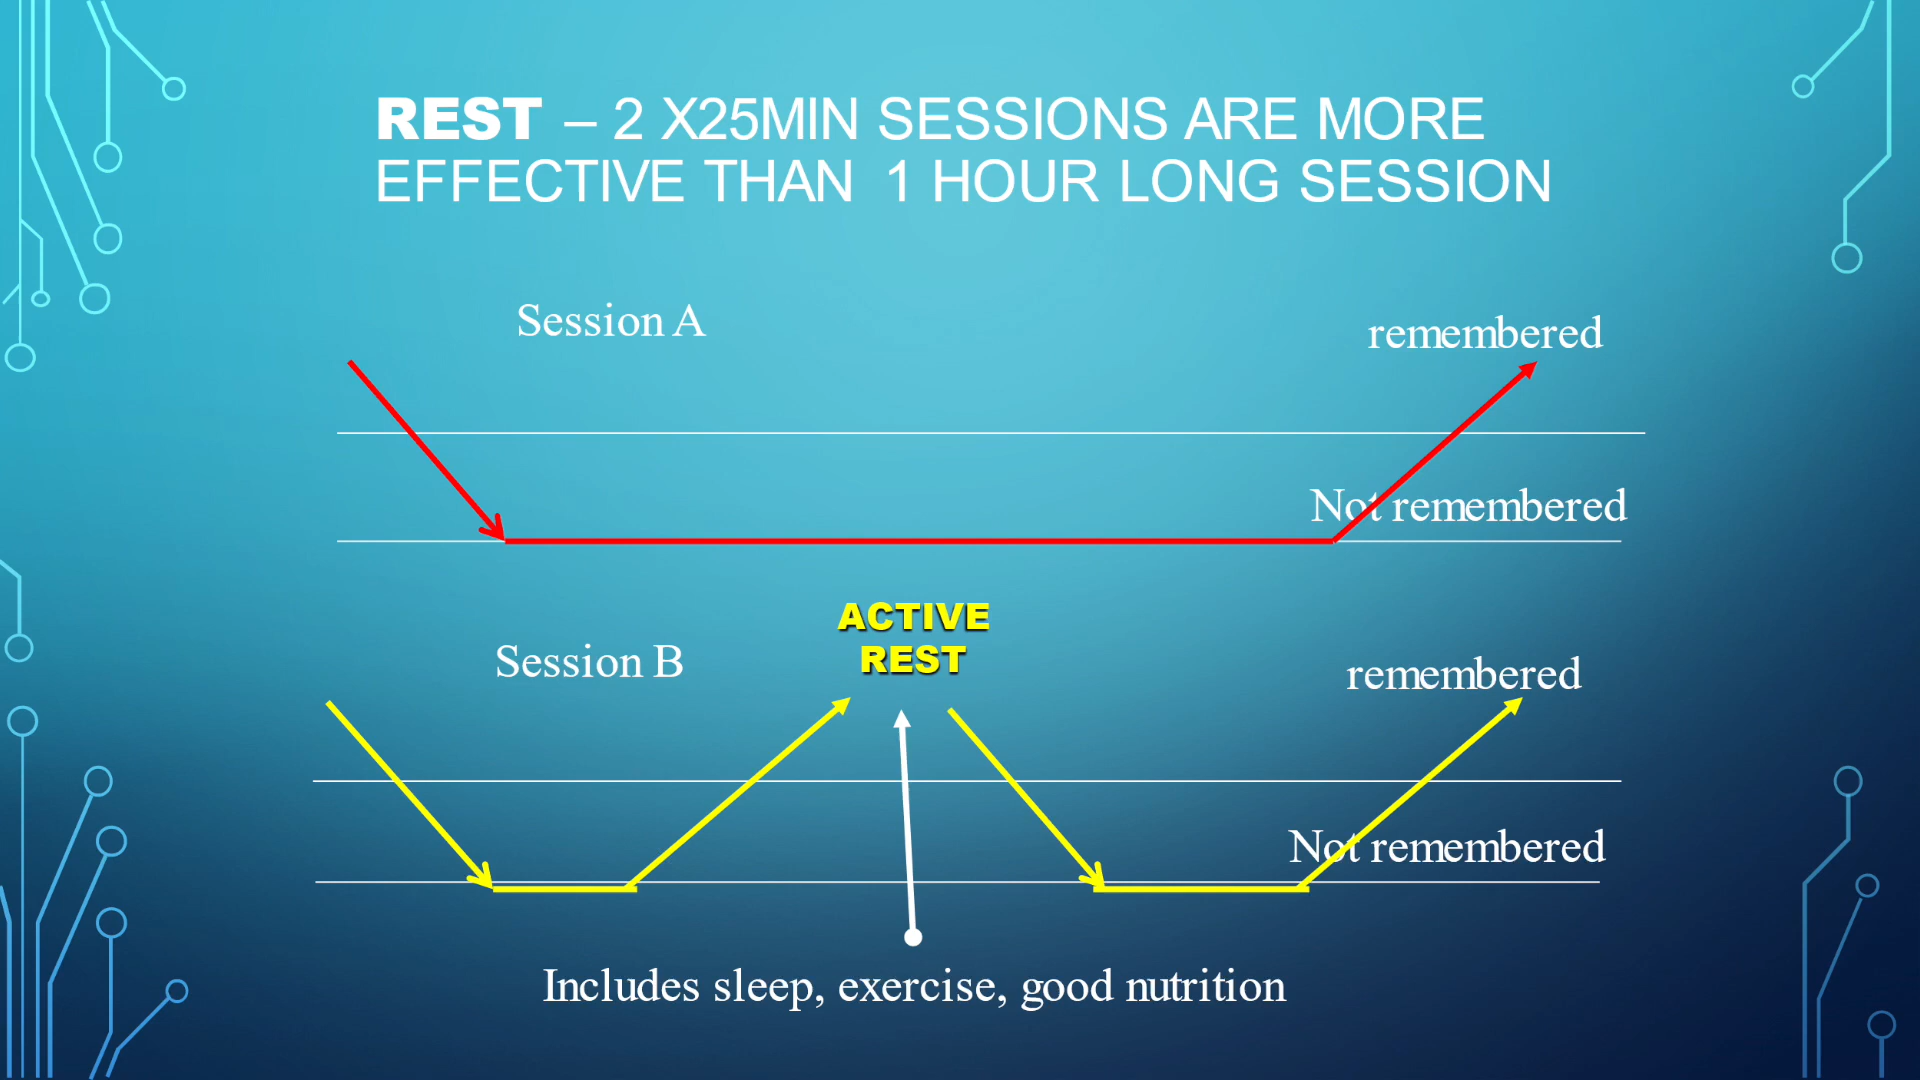 REST – 2 X25MIN SESSIONS ARE MORE
EFFECTIVE THAN 1 HOUR LONG SESSION
Session A
remembered
Not remembered
ACTIVE
REST
Session B
remembered
Not remembered
Includes sleep, exercise, good nutrition